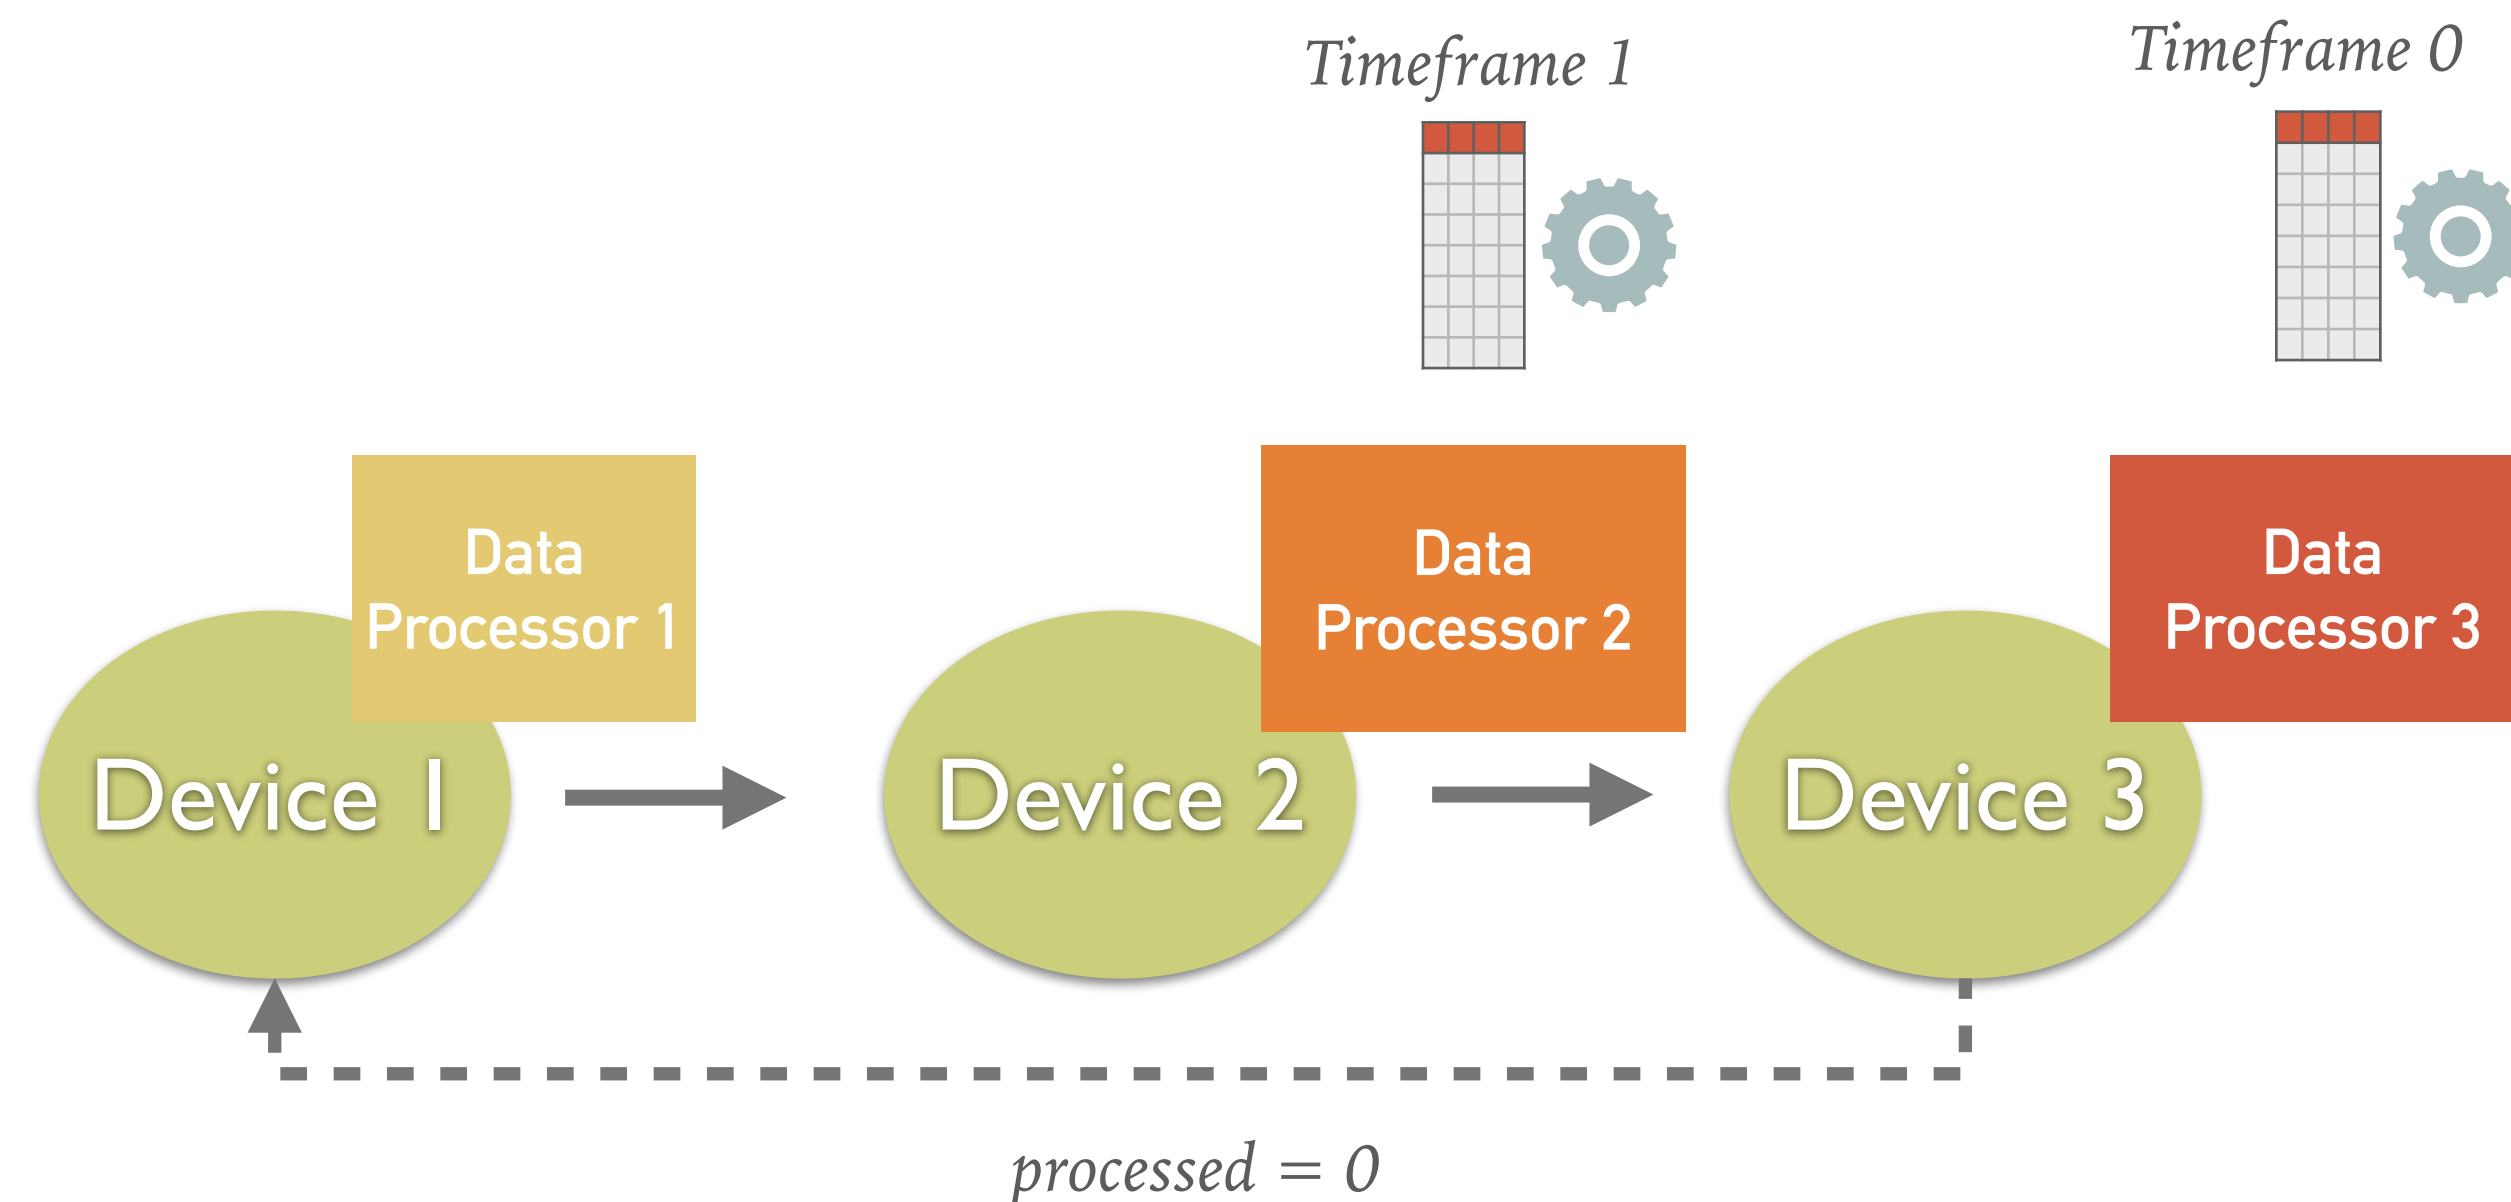 Timeframe 1
Timeframe 0
Data
Processor 1
Data
Processor 2
Data
Processor 3
Device 1
Device 2
Device 3
processed = 0